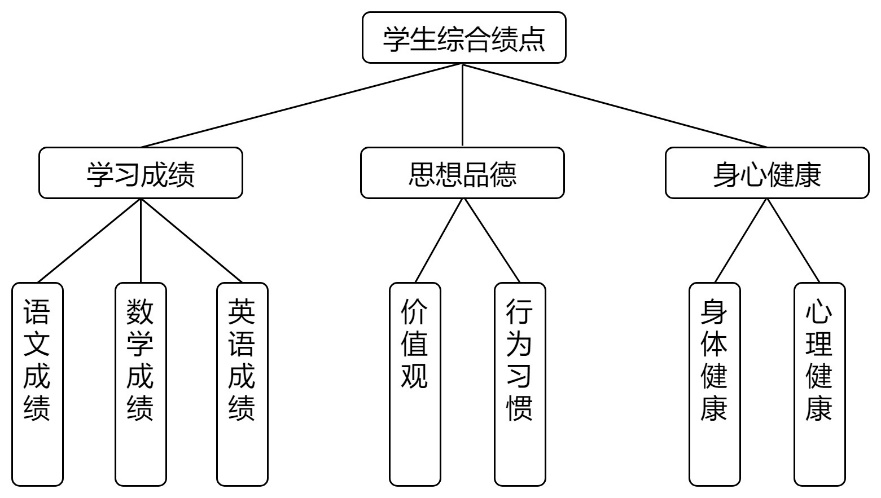 学生综合绩点
学习成绩
思想品德
身心健康
语文成绩
数学成绩
英语成绩
价值观
行为习惯
身体健康
心理健康